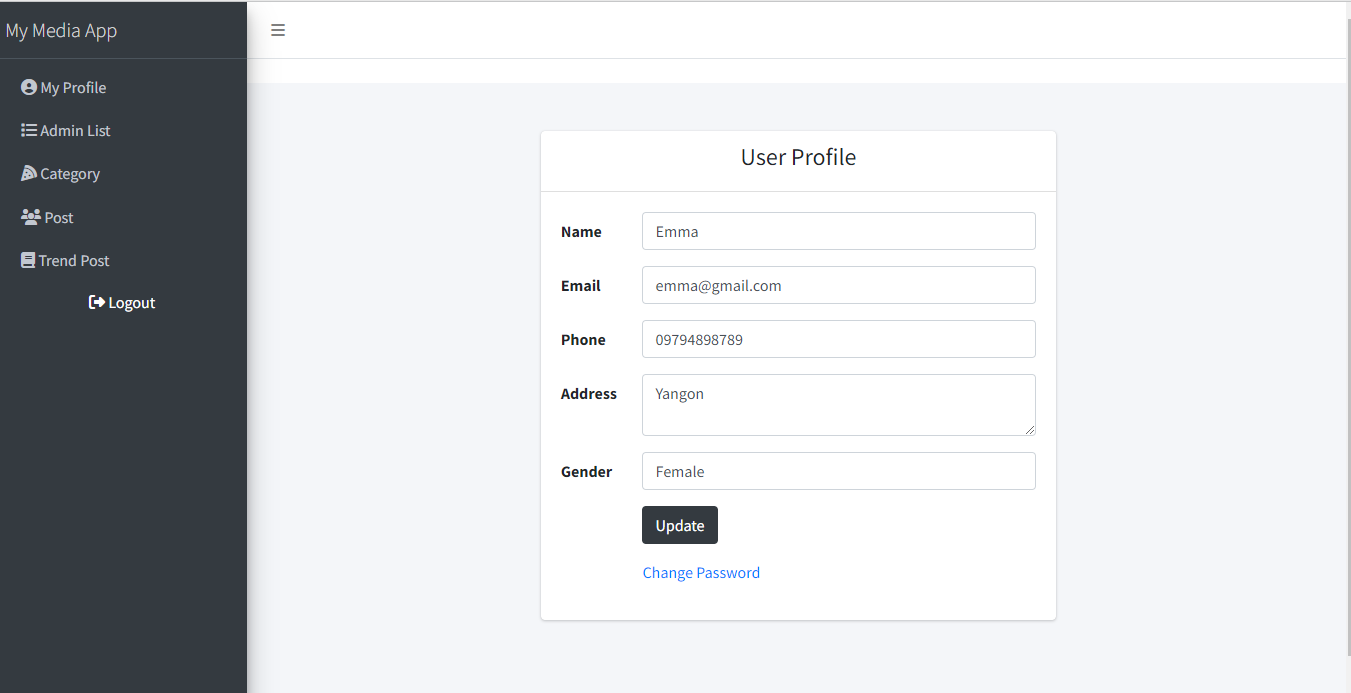 My Media App
My Profile
Admin List
Category
Post
Trend Post
Logout
User Profile
Name Emma
Email emma@gmail.com
Phone 09794898789
Address Yangon
Gender Female
Update
Change Password